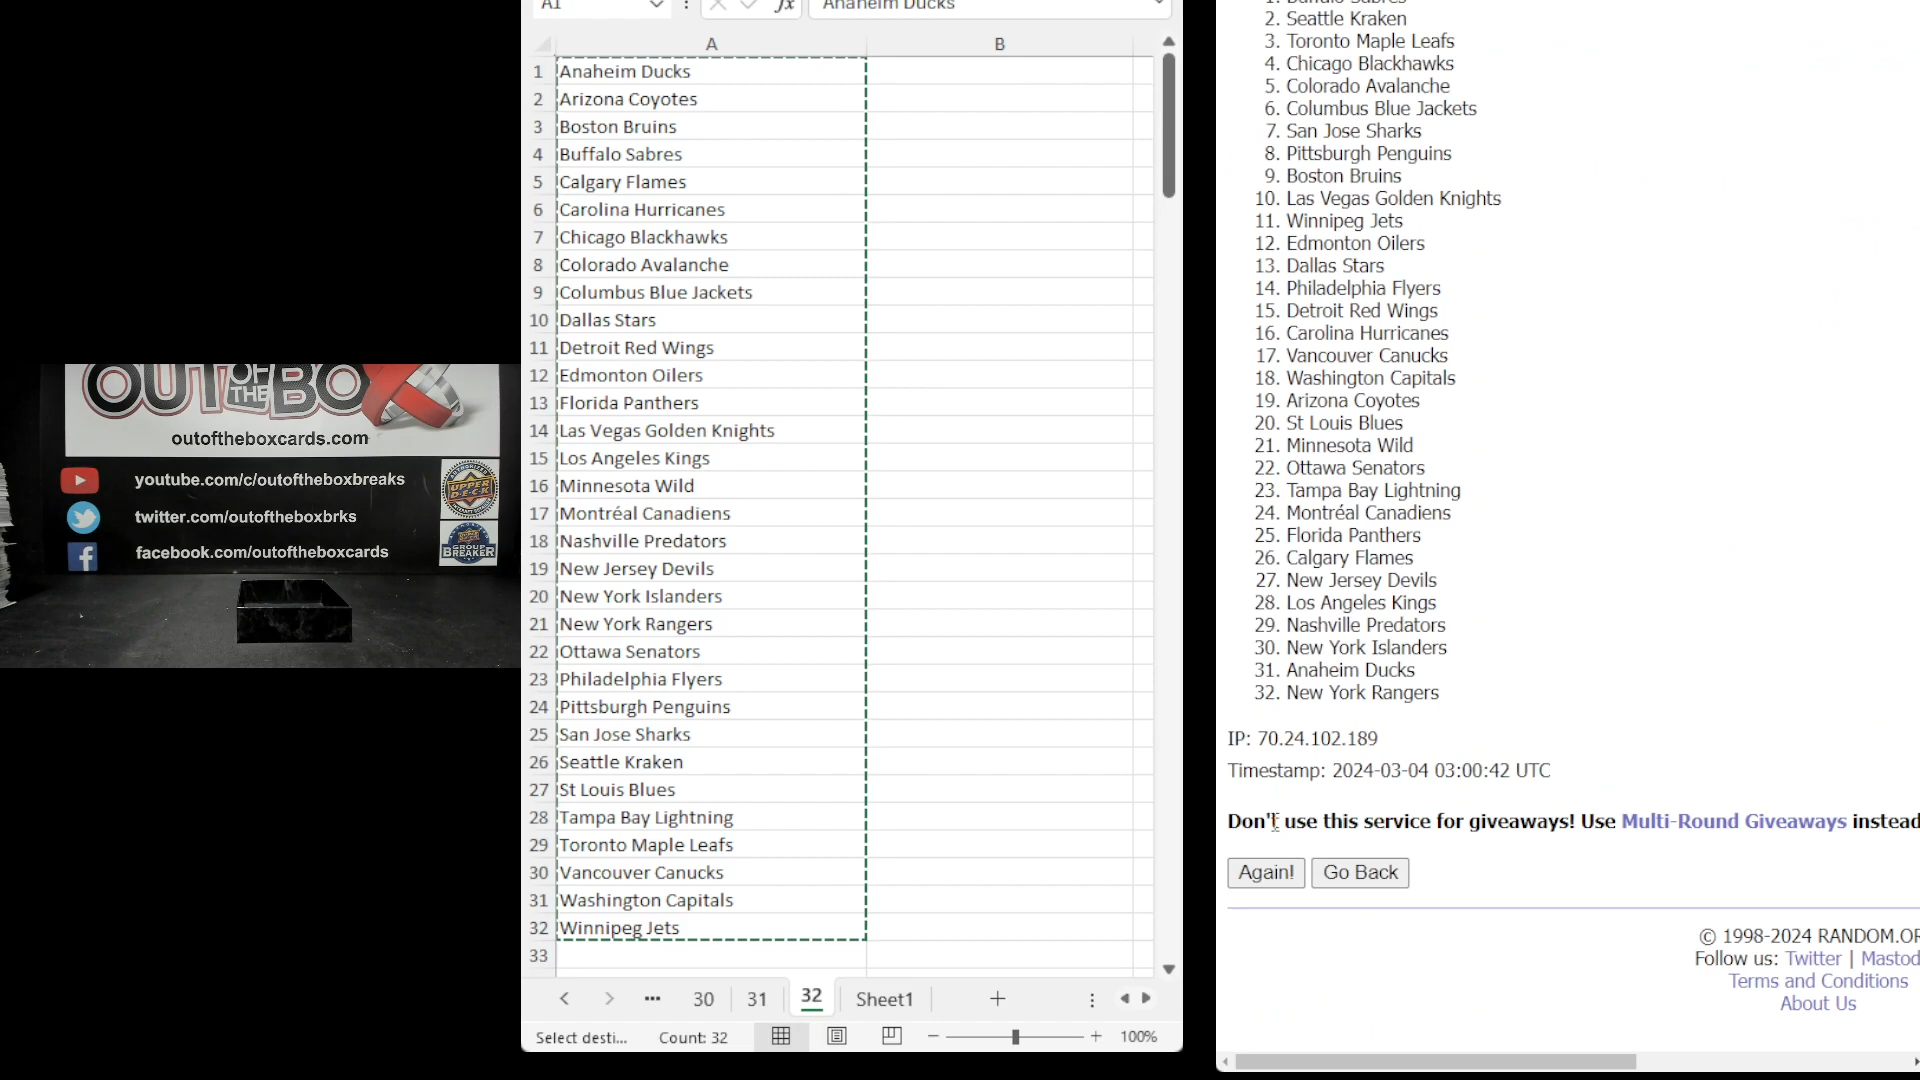 OUT OF THE BO
outoftheboxcards.com
youtube.com/c/outoftheboxbreaks
twitter.com/outoftheboxbrks
facebook.com/outoftheboxcards
UPPER DECK
UPPER DECK
GROUP BREAKER
A1
fx
Anaheim Ducks
A
B
1 Anaheim Ducks
2 Arizona Coyotes
3 Boston Bruins
4 Buffalo Sabres
5 Calgary Flames
6 Carolina Hurricanes
7 Chicago Blackhawks
8 Colorado Avalanche
9 Columbus Blue Jackets
10 Dallas Stars
11 Detroit Red Wings
12 Edmonton Oilers
13 Florida Panthers
14 Las Vegas Golden Knights
15 Los Angeles Kings
16 Minnesota Wild
17 Montréal Canadiens
18 Nashville Predators
19 New Jersey Devils
20 New York Islanders
21 New York Rangers
22 Ottawa Senators
23 Philadelphia Flyers
24 Pittsburgh Penguins
25 San Jose Sharks
26 Seattle Kraken
27 St Louis Blues
28 Tampa Bay Lightning
29 Toronto Maple Leafs
30 Vancouver Canucks
31 Washington Capitals
32 Winnipeg Jets
33
... 30 31 32 Sheet1 +
Select desti... Count: 32 100%
1. Buffalo Sabres
2. Seattle Kraken
3. Toronto Maple Leafs
4. Chicago Blackhawks
5. Colorado Avalanche
6. Columbus Blue Jackets
7. San Jose Sharks
8. Pittsburgh Penguins
9. Boston Bruins
10. Las Vegas Golden Knights
11. Winnipeg Jets
12. Edmonton Oilers
13. Dallas Stars
14. Philadelphia Flyers
15. Detroit Red Wings
16. Carolina Hurricanes
17. Vancouver Canucks
18. Washington Capitals
19. Arizona Coyotes
20. St Louis Blues
21. Minnesota Wild
22. Ottawa Senators
23. Tampa Bay Lightning
24. Montréal Canadiens
25. Florida Panthers
26. Calgary Flames
27. New Jersey Devils
28. Los Angeles Kings
29. Nashville Predators
30. New York Islanders
31. Anaheim Ducks
32. New York Rangers
IP: 70.24.102.189
Timestamp: 2024-03-04 03:00:42 UTC
Don't use this service for giveaways! Use Multi-Round Giveaways instead
Again! Go Back
© 1998-2024 RANDOM.OR
Follow us: Twitter | Mastod
Terms and Conditions
About Us